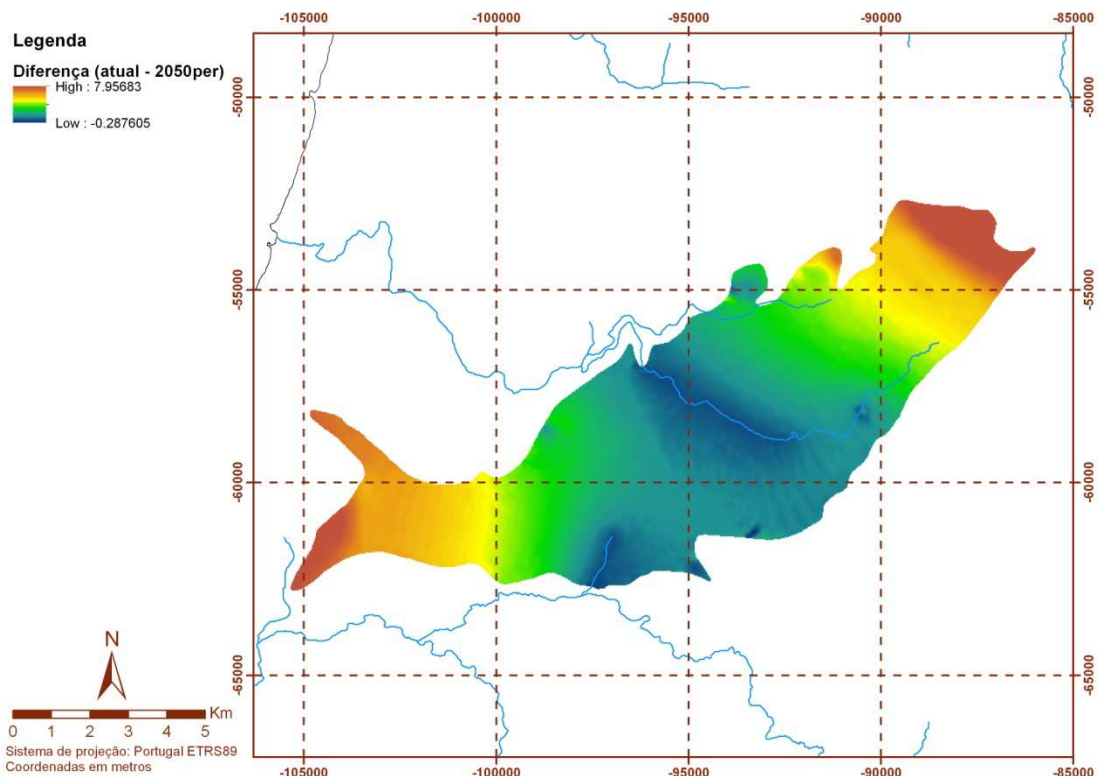 Legenda
Diferença (atual - 2050per)
High : 7.95683
Low : -0.287605
-105000
-100000
-95000
-90000
-85000
-50000
-50000
-55000
-55000
-60000
-60000
-65000
-65000
-105000
-100000
-95000
-90000
-85000
N
Km
0 1 2 3 4 5
Sistema de projeção: Portugal ETRS89
Coordenadas em metros